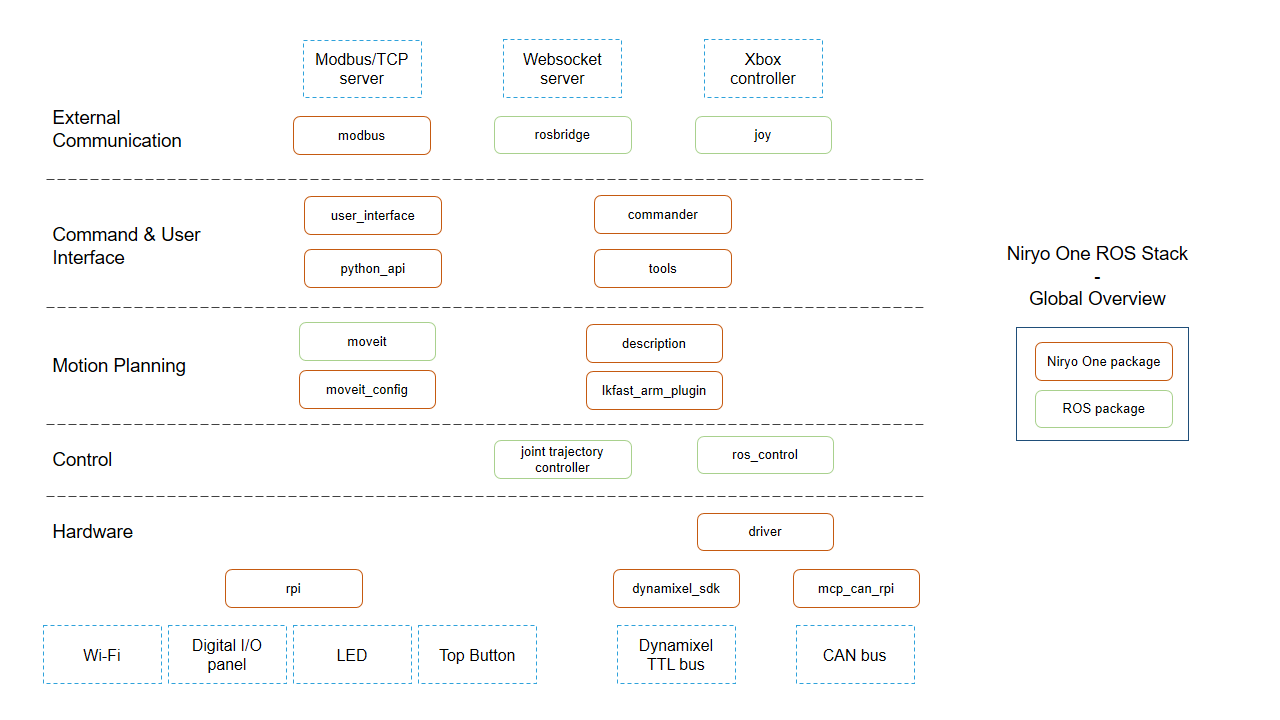 Modbus/TCP
server
Websocket
server
Xbox
controller
External
Communication
modbus
rosbridge
joy
Command & User
Interface
user_interface
commander
python_api
tools
Motion Planning
moveit
description
moveit_config
Ikfast_arm_plugin
Control
joint trajectory
controller
ros_control
Hardware
driver
rpi
dynamixel_sdk
mcp_can_rpi
Wi-Fi
Digital I/O
panel
LED
Top Button
Dynamixel
TTL bus
CAN bus
Niryo One ROS Stack
-
Global Overview
Niryo One package
ROS package